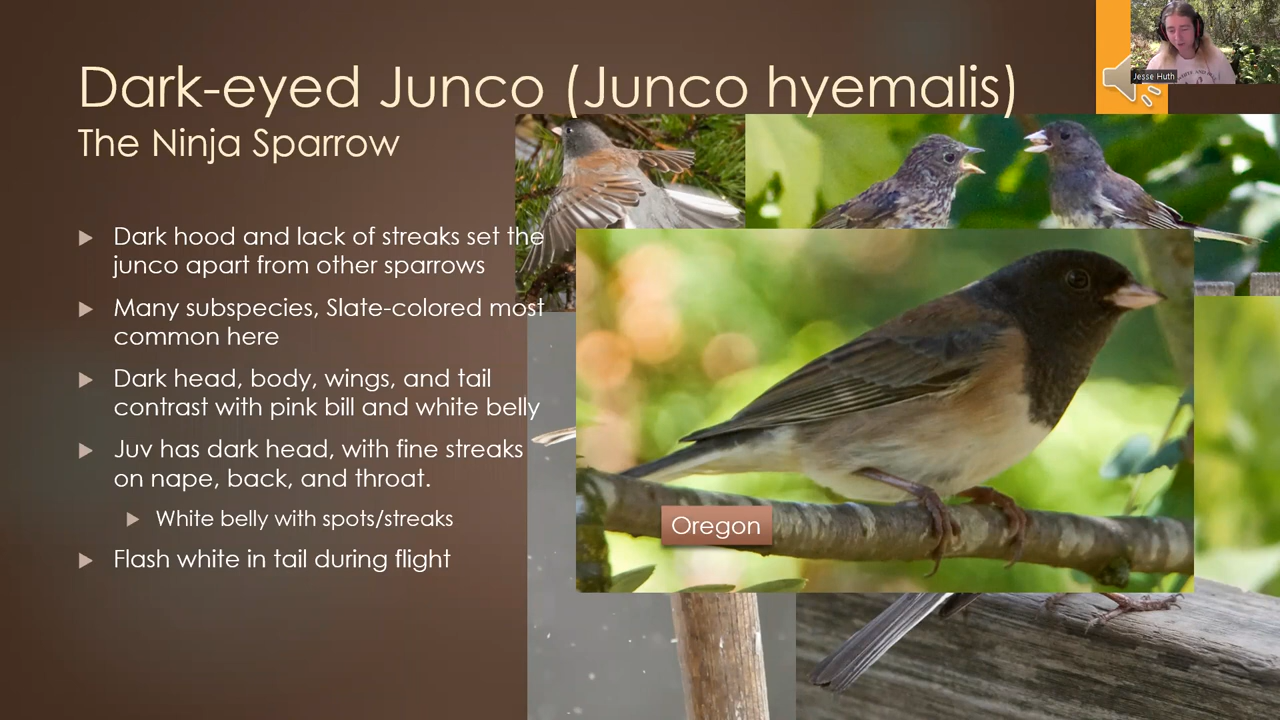 Dark-eyed Junco (Junco hyemalis)
The Ninja Sparrow
Dark hood and lack of streaks set the
junco apart from other sparrows
Many subspecies, Slate-colored most
common here
Dark head, body, wings, and tail
contrast with pink bill and white belly
Juv has dark head, with fine streaks
on nape, back, and throat.
White belly with spots/streaks
Flash white in tail during flight
Oregon
Jesse Huth